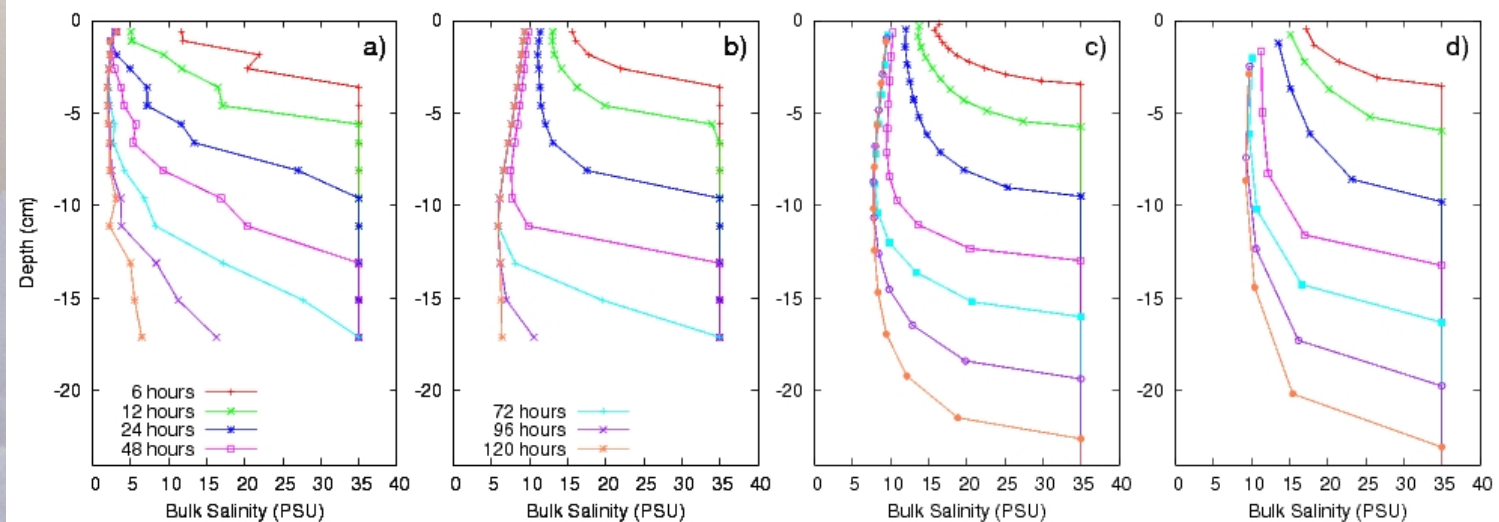 a)
b)
c)
d)
0
-5
-10
-15
-20
Depth (cm)
6 hours
12 hours
24 hours
48 hours
0 5 10 15 20 25 30 35 40
Bulk Salinity (PSU)
0
-5
-10
-15
-20
72 hours
96 hours
120 hours
0 5 10 15 20 25 30 35 40
Bulk Salinity (PSU)
0
-5
-10
-15
-20
0 5 10 15 20 25 30 35 40
Bulk Salinity (PSU)
0
-5
-10
-15
-20
0 5 10 15 20 25 30 35 40
Bulk Salinity (PSU)